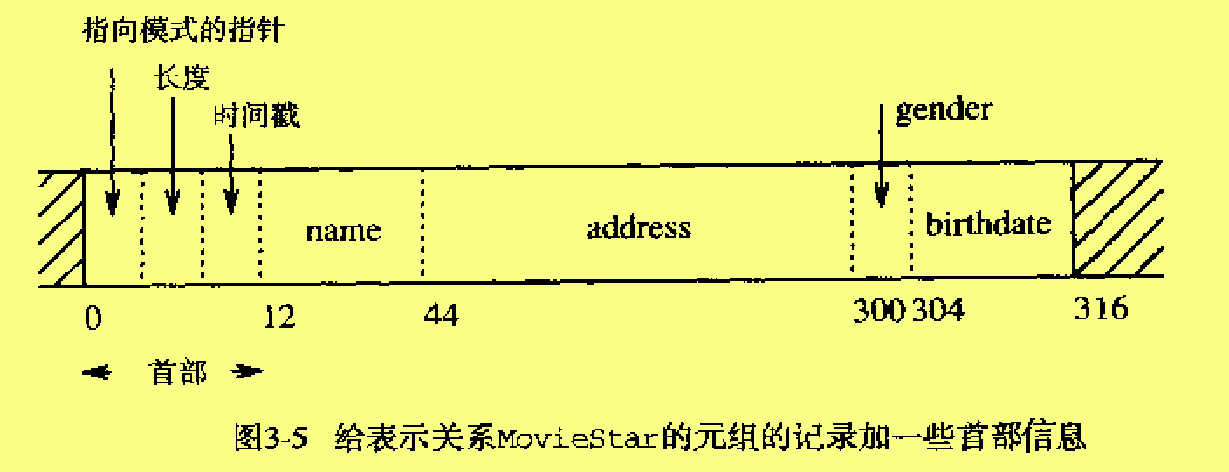 指向模式的指针
长度
时间戳
gender
name address birthdate
0 12 44 300 304 316
首部
图3-5 给表示关系MovieStar的元组的记录加一些首部信息